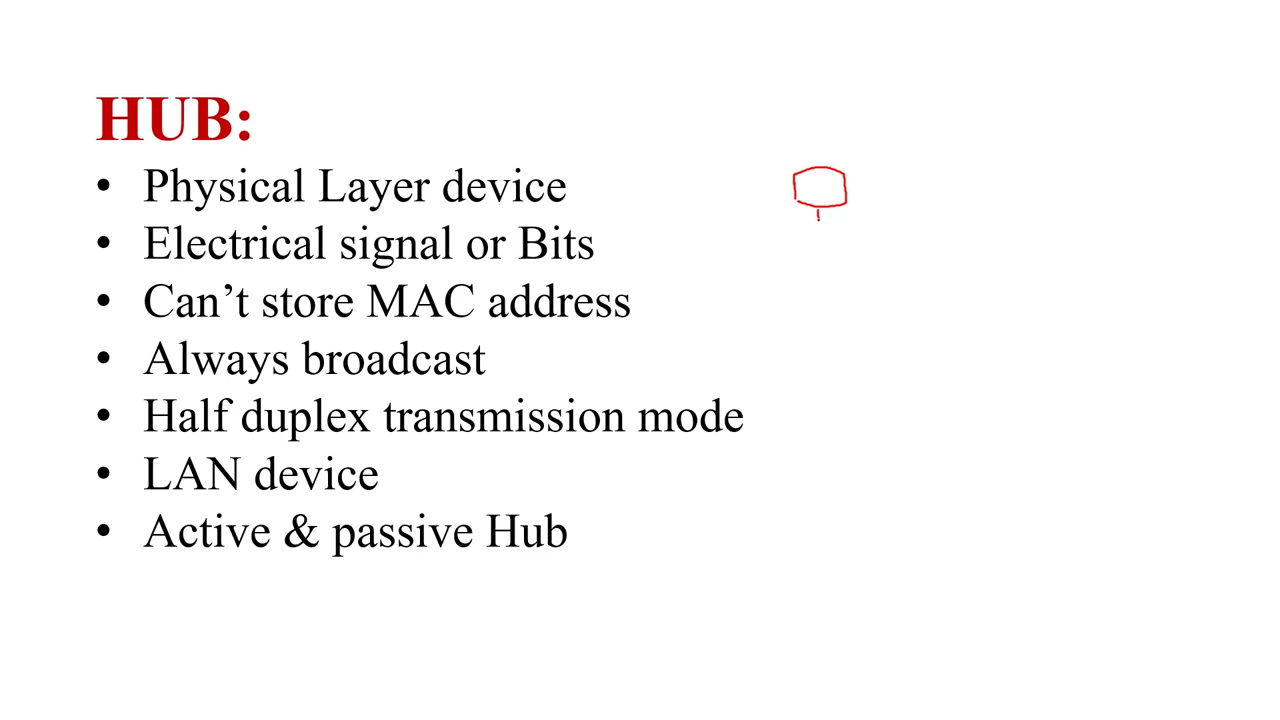 HUB:
• Physical Layer device
• Electrical signal or Bits
• Can’t store MAC address
• Always broadcast
• Half duplex transmission mode
• LAN device
• Active & passive Hub